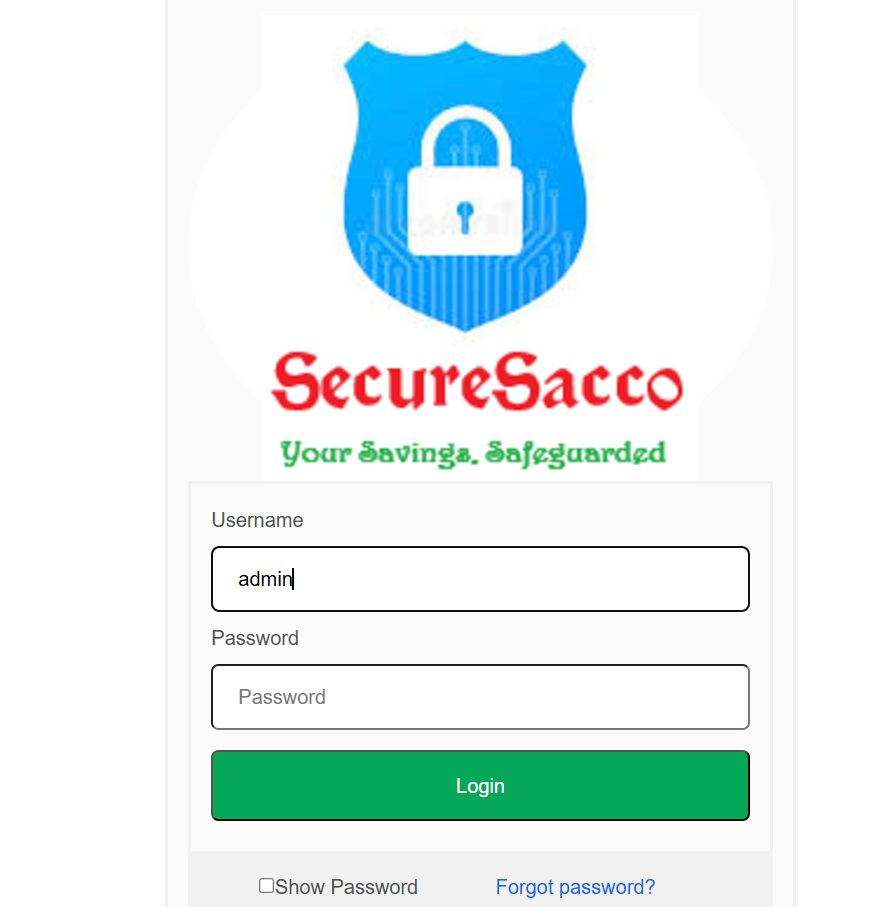 SecureSacco
Your Savings, Safeguarded
Username
admin
Password
Password
Login
Show Password
Forgot password?